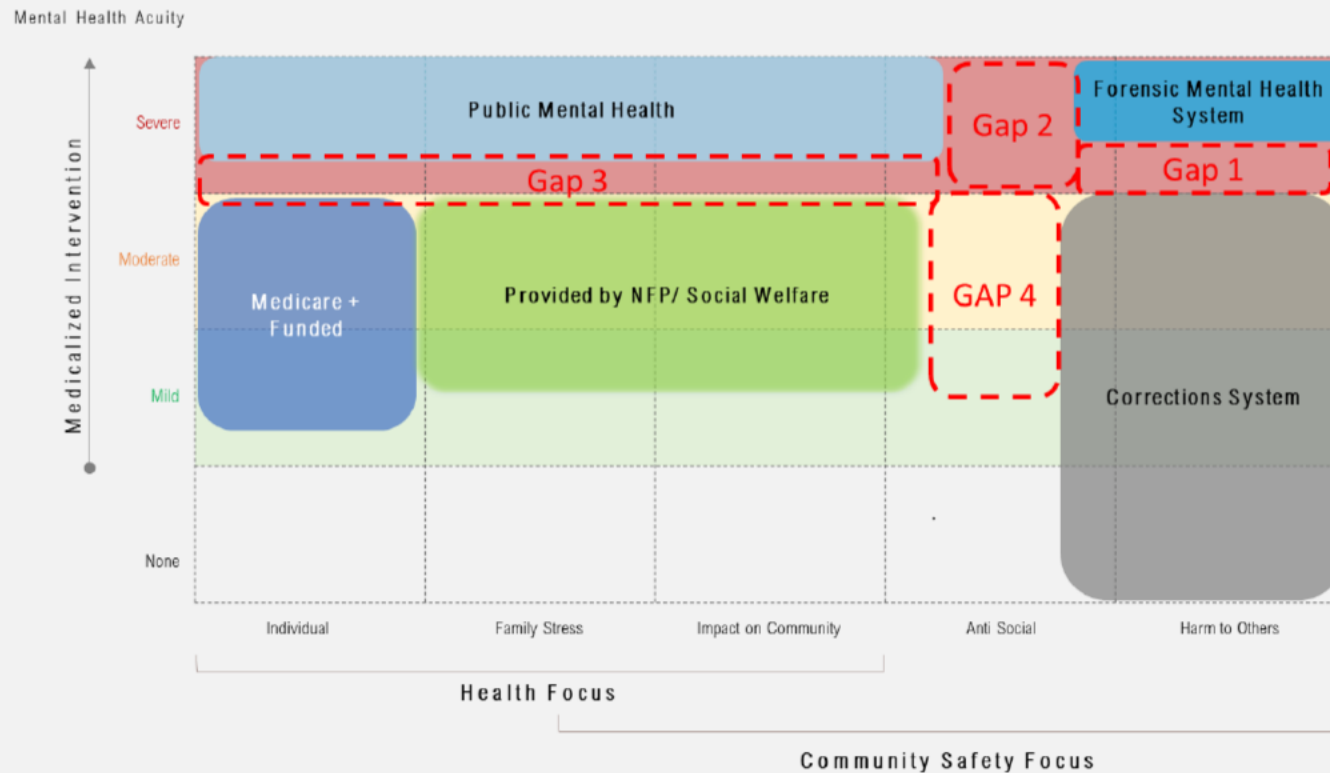 Mental Health Acuity
Medicalized Intervention
Severe
Moderate
Mild
None
Public Mental Health
Gap 2
Forensic Mental Health
System
Gap 3
Gap 1
Medicare +
Funded
Provided by NFP/ Social Welfare
GAP 4
Corrections System
Individual
Family Stress
Impact on Community
Anti Social
Harm to Others
Health Focus
Community Safety Focus